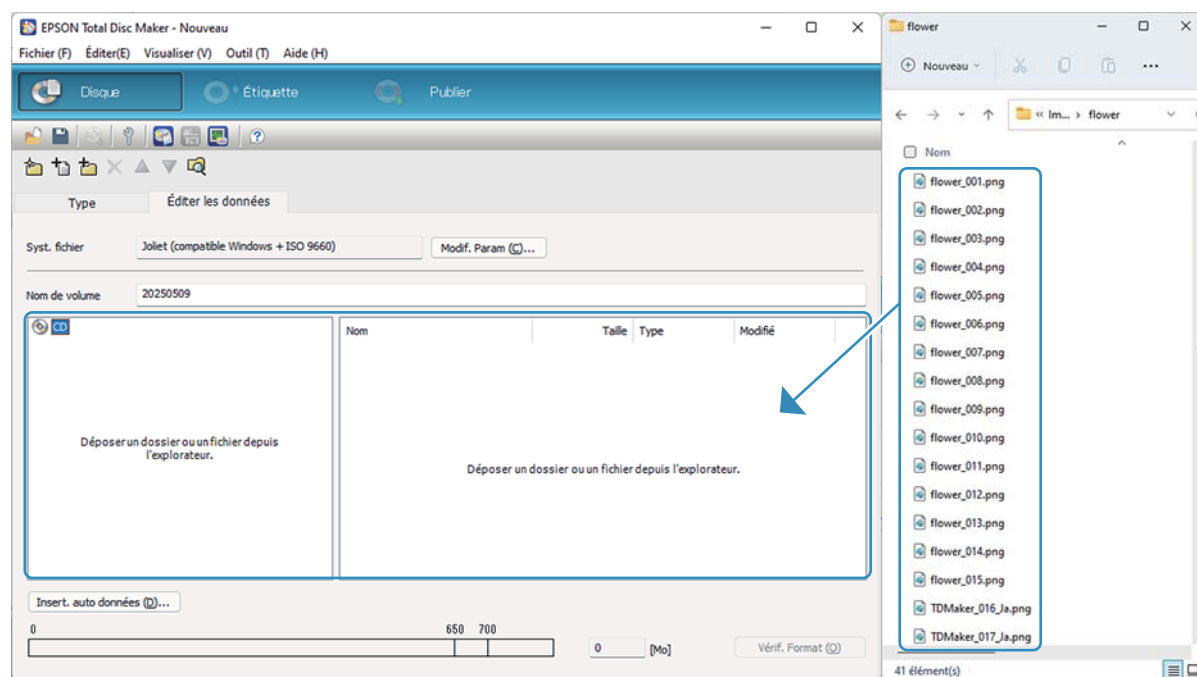 EPSON Total Disc Maker - Nouveau
Fichier (F) Éditer(E) Visualiser (V) Outil (T) Aide (H)
Disque Étiquette Publier
Type Éditer les données
Syst. fichier Joliet (compatible Windows + ISO 9660) Modif. Param (C)...
Nom de volume 20250509
CD
Nom Taille Type Modifié
Déposer un dossier ou un fichier depuis
l'explorateur.
Déposer un dossier ou un fichier depuis l'explorateur.
Insert. auto données (D)...
0 650 700
0 [Mo] Vérif. Format (O)
flower
Nouveau
« Im... › flower
Nom
flower_001.png
flower_002.png
flower_003.png
flower_004.png
flower_005.png
flower_006.png
flower_007.png
flower_008.png
flower_009.png
flower_010.png
flower_011.png
flower_012.png
flower_013.png
flower_014.png
flower_015.png
TDMaker_016_Ja.png
TDMaker_017_Ja.png
41 élément(s)